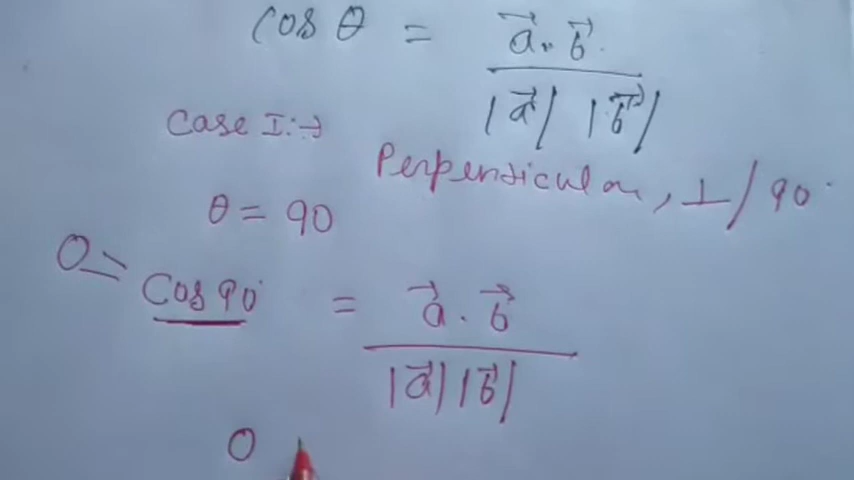 cos θ = a⃗ · b⃗ / |a⃗| |b⃗|
Case I :→
Perpendicular, ⊥ / 90°
θ = 90
0 = Cos 90° = a⃗ · b⃗ / |a⃗| |b⃗|
0